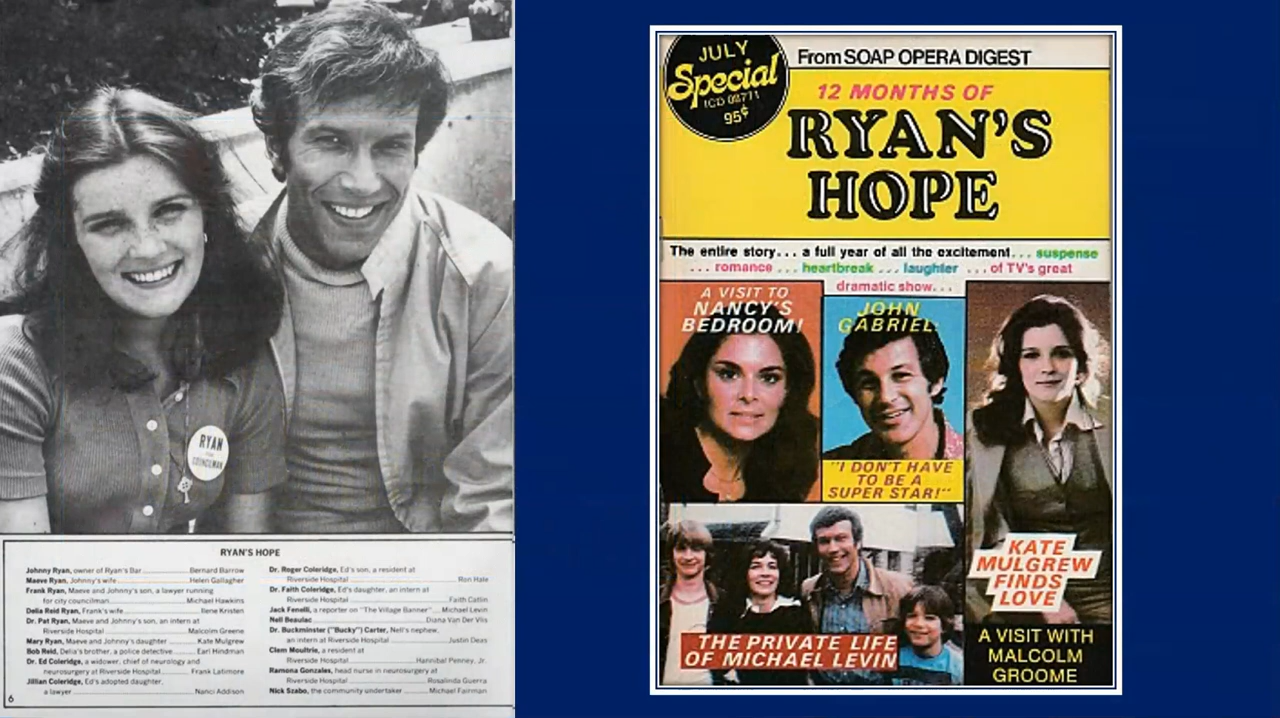 RYAN
FOR
COUNCILMAN
RYAN'S HOPE
Johnny Ryan, owner of Ryan's Bar Bernard Barrow
Maeve Ryan, Johnny's wife Helen Gallagher
Frank Ryan, Maeve and Johnny's son, a lawyer running
for city councilman Michael Hawkins
Delia Reid Ryan, Frank's wife Ilene Kristen
Dr. Pat Ryan, Maeve and Johnny's son, an intern at
Riverside Hospital Malcolm Greene
Mary Ryan, Maeve and Johnny's daughter Kate Mulgrew
Bob Reid, Delia's brother, a police detective Earl Hindman
Dr. Ed Coleridge, a widower, chief of neurology and
neurosurgery at Riverside Hospital Frank Latimore
Jillian Coleridge, Ed's adopted daughter,
a lawyer Nanci Addison
6
Dr. Roger Coleridge, Ed's son, a resident at
Riverside Hospital Ron Hale
Dr. Faith Coleridge, Ed's daughter, an intern at
Riverside Hospital Faith Catlin
Jack Fenelli, a reporter on "The Village Banner" Michael Levin
Nell Beaulac Diana Van Der Vlis
Dr. Buckminster ("Bucky") Carter, Nell's nephew,
an intern at Riverside Hospital Justin Deas
Clem Moultrie, a resident at
Riverside Hospital Hannibal Penney, Jr.
Ramona Gonzales, head nurse in neurosurgery at
Riverside Hospital Rosalinda Guerra
Nick Szabo, the community undertaker Michael Fairman
JULY
Special
ICD 08771
95¢
From SOAP OPERA DIGEST
12 MONTHS OF
RYAN'S
HOPE
The entire story... a full year of all the excitement... suspense
... romance ... heartbreak ... laughter ... of TV's great
dramatic show...
A VISIT TO
NANCY'S
BEDROOM!
JOHN
GABRIEL:
"I DON'T HAVE
TO BE A
SUPER STAR!"
KATE
MULGREW
FINDS
LOVE
THE PRIVATE LIFE
OF MICHAEL LEVIN
A VISIT WITH
MALCOLM
GROOME